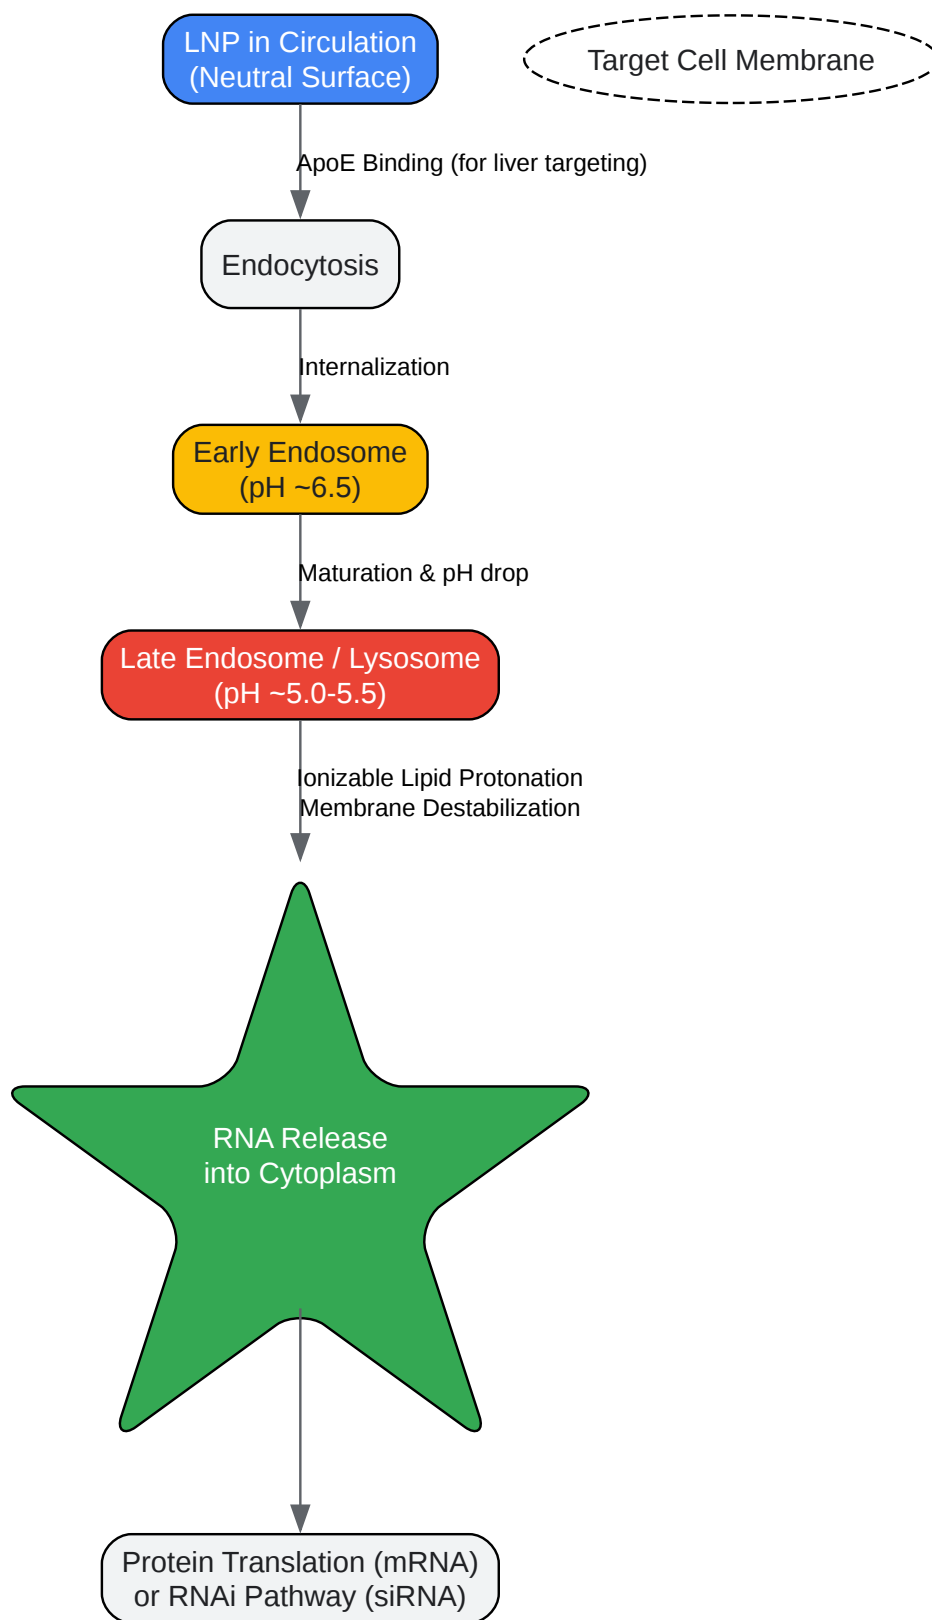 LNP in Circulation
(Neutral Surface)
Target Cell Membrane
ApoE Binding (for liver targeting)
Endocytosis
Internalization
Early Endosome
(pH ~6.5)
Maturation & pH drop
Late Endosome / Lysosome
(pH ~5.0-5.5)
Ionizable Lipid Protonation
Membrane Destabilization
RNA Release
into Cytoplasm
Protein Translation (mRNA)
or RNAi Pathway (siRNA)